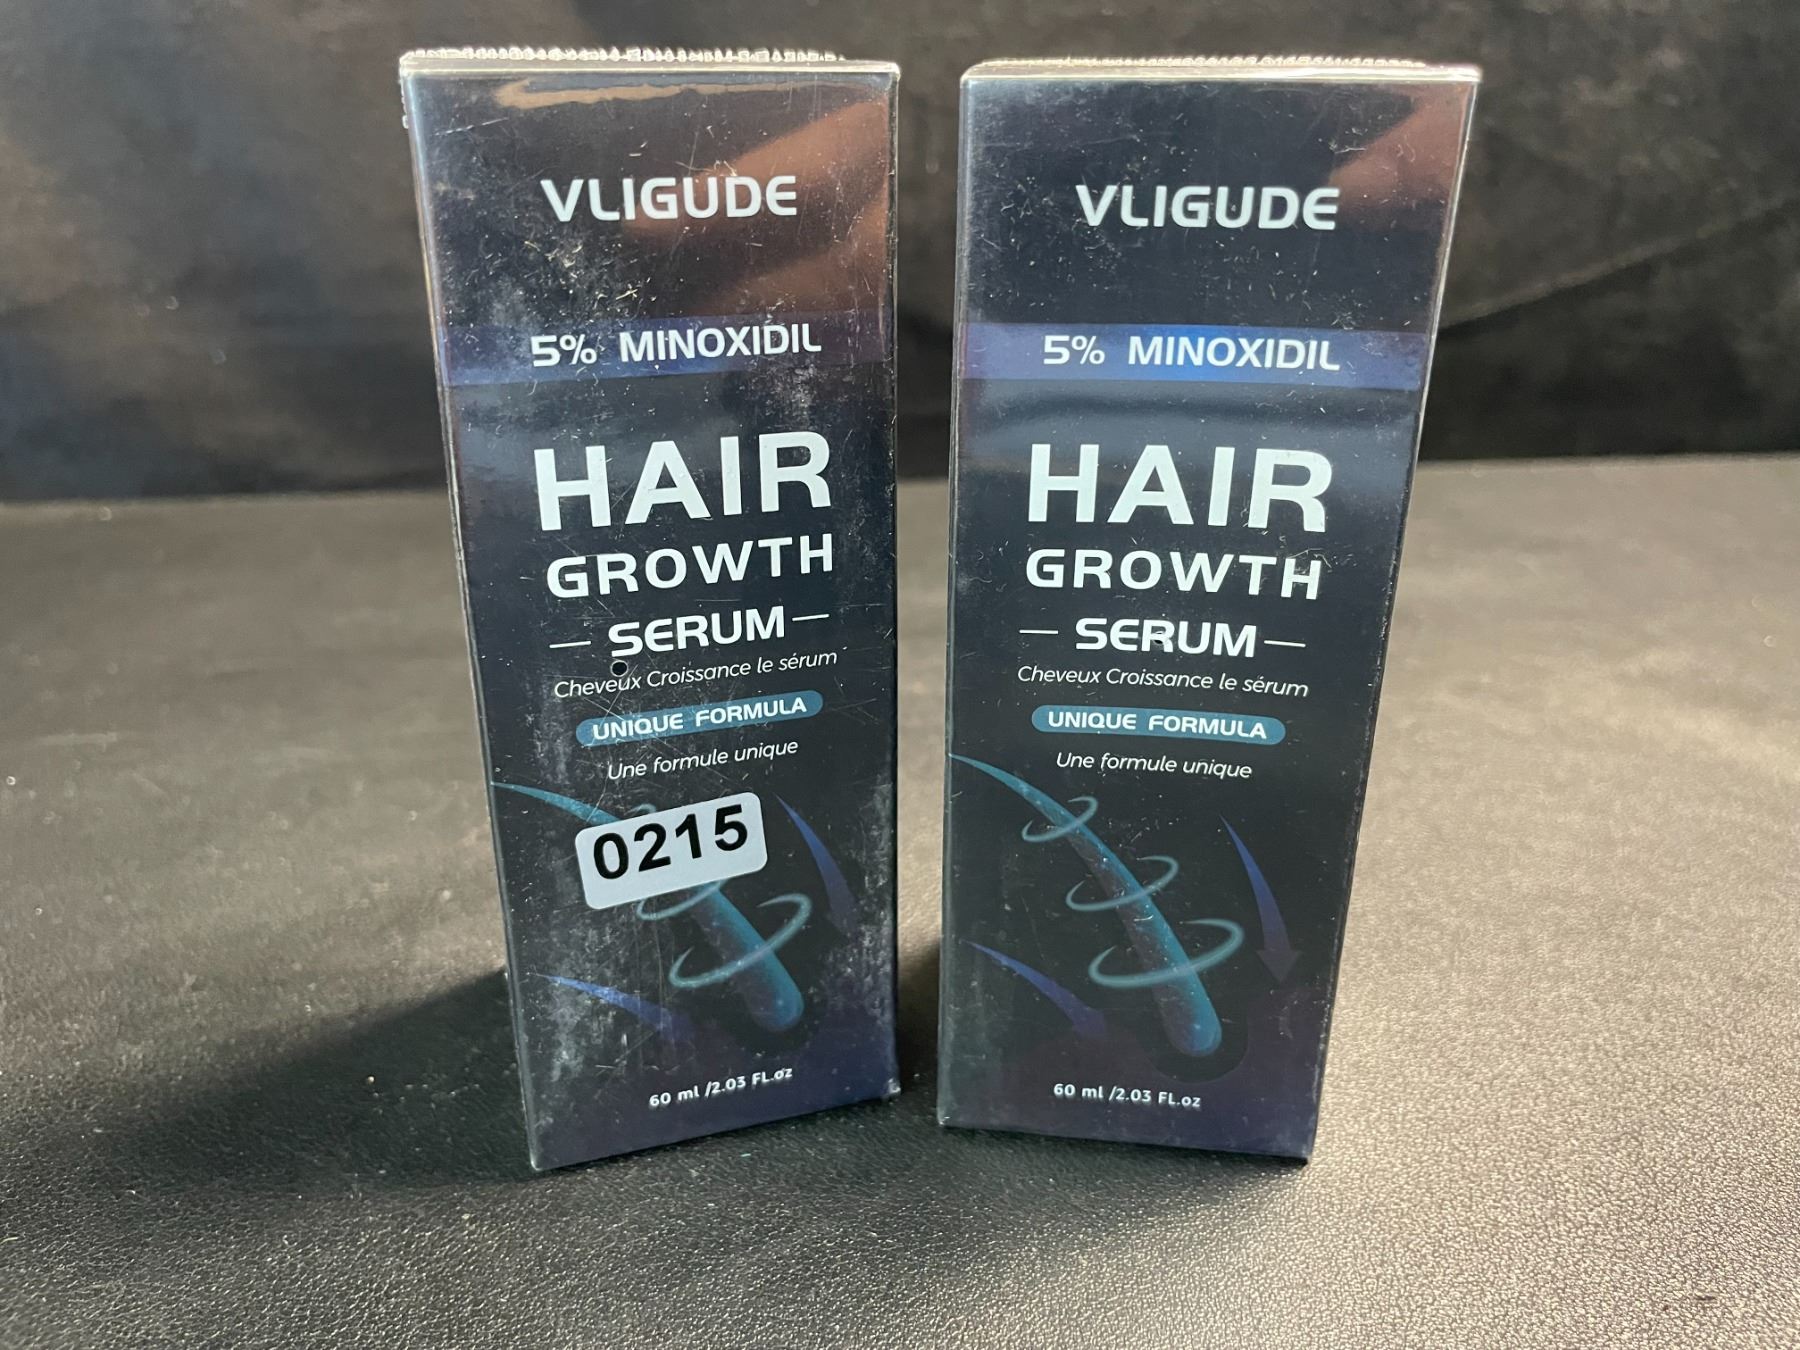 VLIGUDE
5% MINOXIDIL
HAIR
GROWTH
SERUM
Cheveux Croissance le sérum
UNIQUE FORMULA
Une formule unique
0215
60 ml /2.03 FL.oz
VLIGUDE
5% MINOXIDIL
HAIR
GROWTH
SERUM
Cheveux Croissance le sérum
UNIQUE FORMULA
Une formule unique
60 ml /2.03 FL.oz